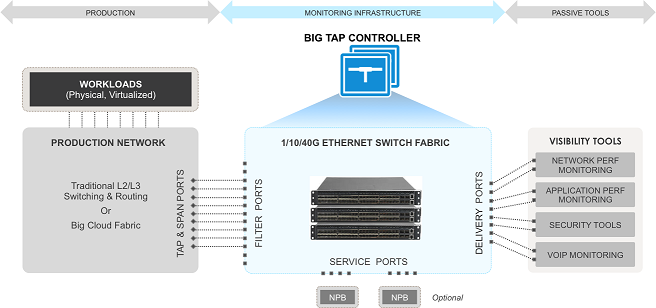 PRODUCTION
MONITORING INFRASTRUCTURE
PASSIVE TOOLS
BIG TAP CONTROLLER
WORKLOADS
(Physical, Virtualized)
PRODUCTION NETWORK
Traditional L2/L3
Switching & Routing
Or
Big Cloud Fabric
TAP & SPAN PORTS
1/10/40G ETHERNET SWITCH FABRIC
FILTER PORTS
DELIVERY PORTS
SERVICE PORTS
NPB
NPB
Optional
VISIBILITY TOOLS
NETWORK PERF
MONITORING
APPLICATION PERF
MONITORING
SECURITY TOOLS
VOIP MONITORING